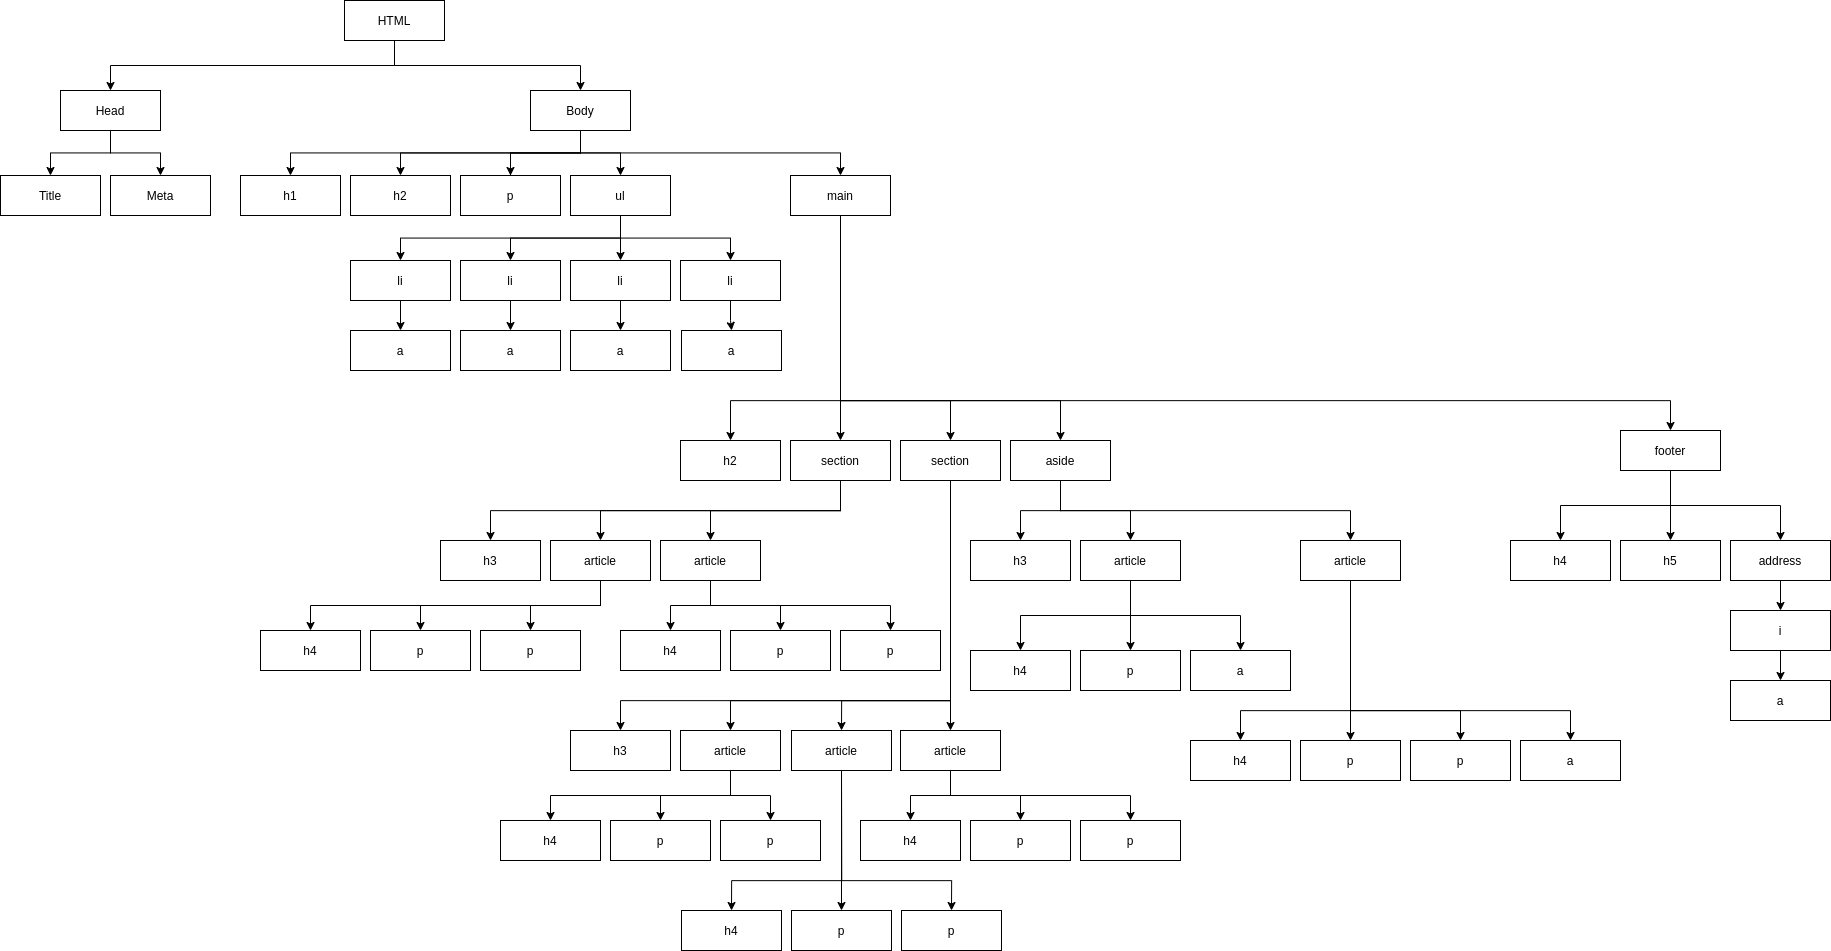 HTML
Head
Body
Title
Meta
h1
h2
p
ul
main
li
li
li
li
a
a
a
a
h2
section
section
aside
footer
h3
article
article
h3
article
article
h4
h5
address
h4
p
p
h4
p
p
h4
p
a
i
a
h3
article
article
article
h4
p
p
a
h4
p
p
h4
p
p
h4
p
p